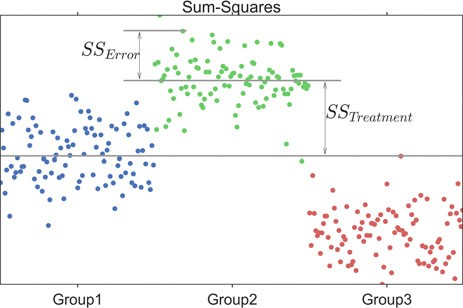 Sum-Squares
SS_Error
SS_Treatment
Group1 Group2 Group3